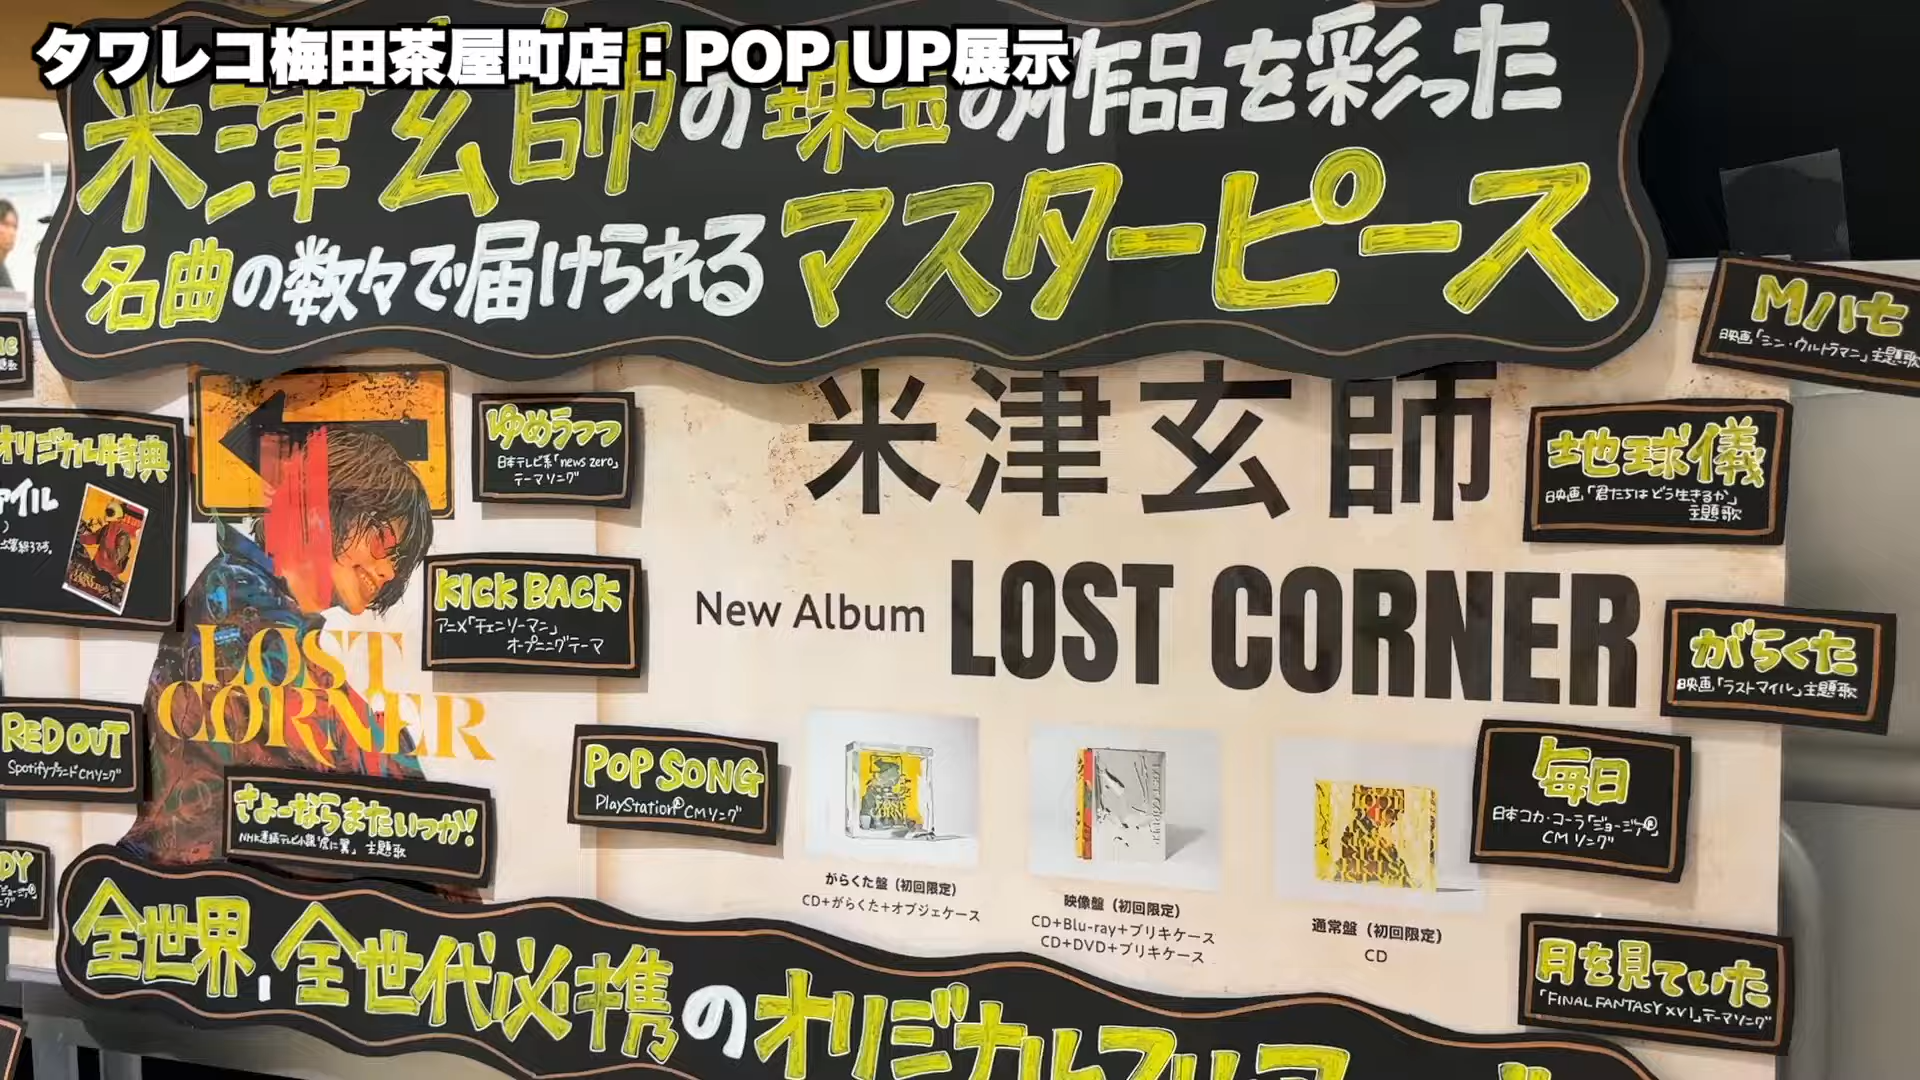 タワレコ梅田茶屋町店：POP UP展示
米津玄師の珠玉の作品を彩った
名曲の数々で届けられるマスターピース
Mハ七
映画「シン・ウルトラマン」主題歌
オリジナル特典
ゆめうつつ
日本テレビ系「news zero」
テーマソング
米津玄師
地球儀
映画「君たちはどう生きるか」
主題歌
KICK BACK
アニメ「チェンソーマン」
オープニングテーマ
New Album LOST CORNER
がらくた
映画「ラストマイル」主題歌
LOST
CORNER
RED OUT
SpotifyブランドCMソング
POP SONG
PlayStation® CMソング
毎日
日本コカ・コーラ「ジョージア®」
CMソング
さよーならまたいつか!
NHK連続テレビ小説「虎に翼」主題歌
がらくた盤（初回限定）
CD+がらくた+オブジェケース
映像盤（初回限定）
CD+Blu-ray+ブリキケース
CD+DVD+ブリキケース
通常盤（初回限定）
CD
月を見ていた
「FINAL FANTASY XVI」テーマソング
全世界,全世代必携のオリジナル